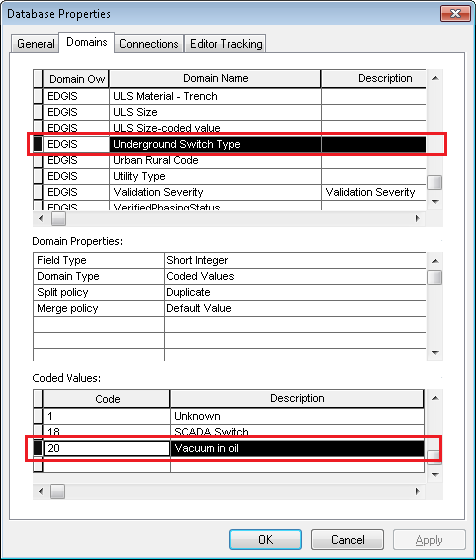 Database Properties
General Domains Connections Editor Tracking
Domain Ow Domain Name Description
EDGIS ULS Material - Trench
EDGIS ULS Size
EDGIS ULS Size-coded value
EDGIS Underground Switch Type
EDGIS Urban Rural Code
EDGIS Utility Type
EDGIS Validation Severity Validation Severity
EDGIS VerifiedPhasingStatus
Domain Properties:
Field Type Short Integer
Domain Type Coded Values
Split policy Duplicate
Merge policy Default Value
Coded Values:
Code Description
1 Unknown
18 SCADA Switch
20 Vacuum in oil
OK Cancel Apply